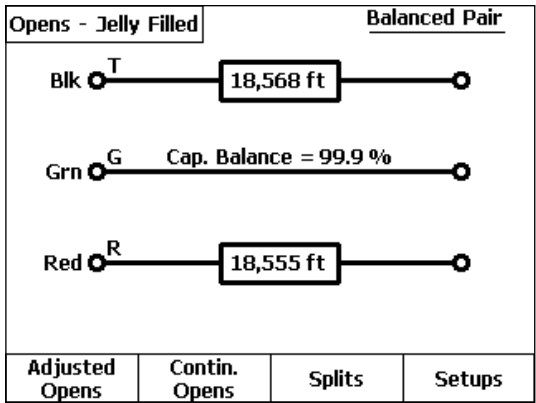 Opens - Jelly Filled
Balanced Pair
Blk T 18,568 ft
Grn G Cap. Balance = 99.9 %
Red R 18,555 ft
Adjusted Opens
Contin. Opens
Splits
Setups